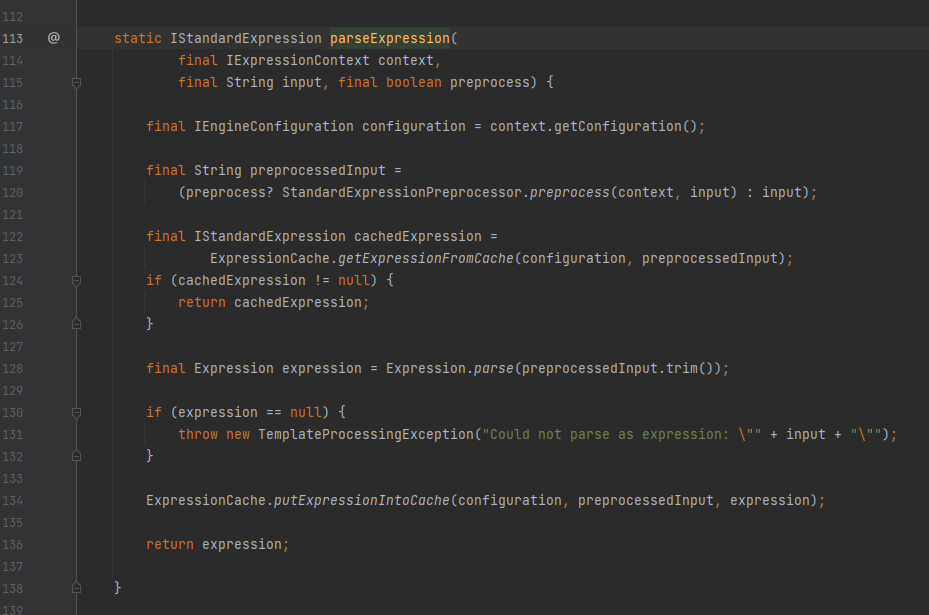 112
113 @ static IStandardExpression parseExpression(
114 final IExpressionContext context,
115 final String input, final boolean preprocess) {
116
117 final IEngineConfiguration configuration = context.getConfiguration();
118
119 final String preprocessedInput =
120 (preprocess? StandardExpressionPreprocessor.preprocess(context, input) : input);
121
122 final IStandardExpression cachedExpression =
123 ExpressionCache.getExpressionFromCache(configuration, preprocessedInput);
124 if (cachedExpression != null) {
125 return cachedExpression;
126 }
127
128 final Expression expression = Expression.parse(preprocessedInput.trim());
129
130 if (expression == null) {
131 throw new TemplateProcessingException("Could not parse as expression: \"" + input + "\"");
132 }
133
134 ExpressionCache.putExpressionIntoCache(configuration, preprocessedInput, expression);
135
136 return expression;
137
138 }
139